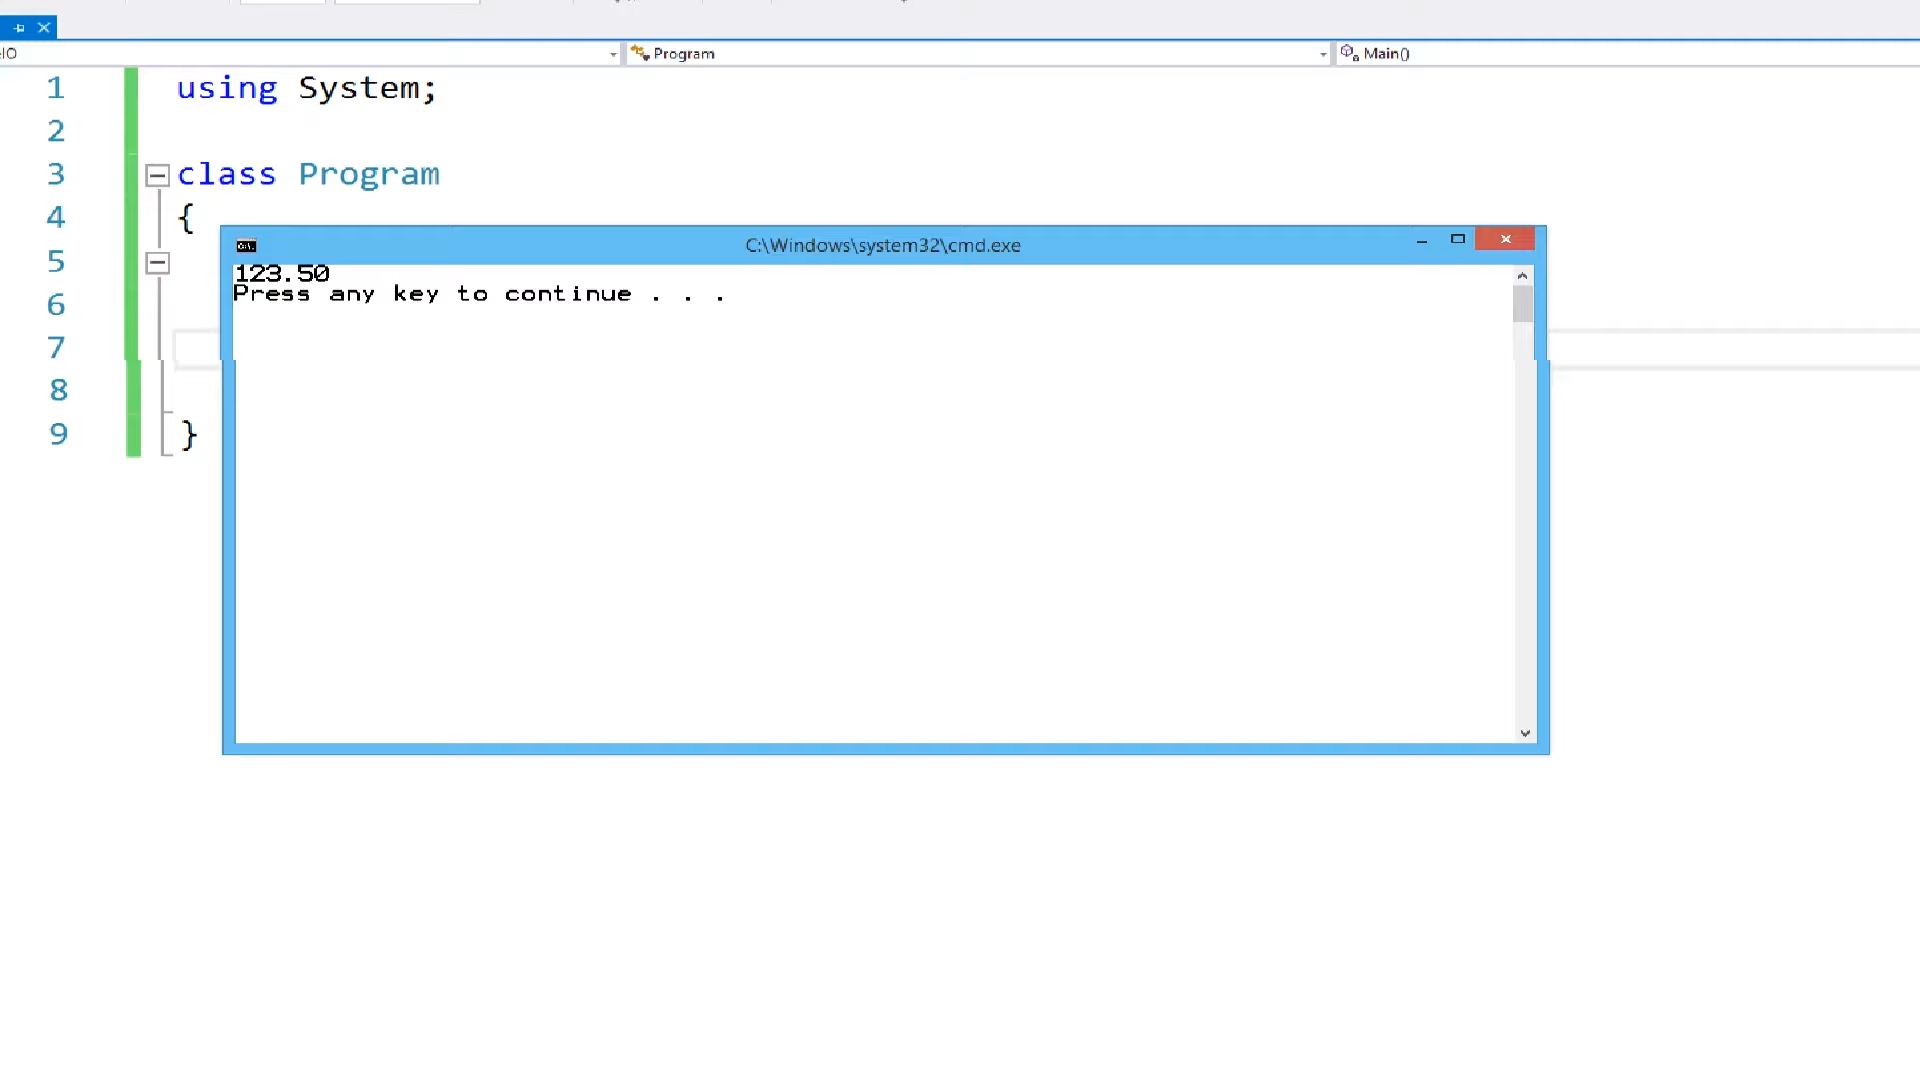 IO
Program
Main()
1 using System;
2
3 class Program
4 {
5
6
7
8
9 }
C:\Windows\system32\cmd.exe
123.50
Press any key to continue . . .